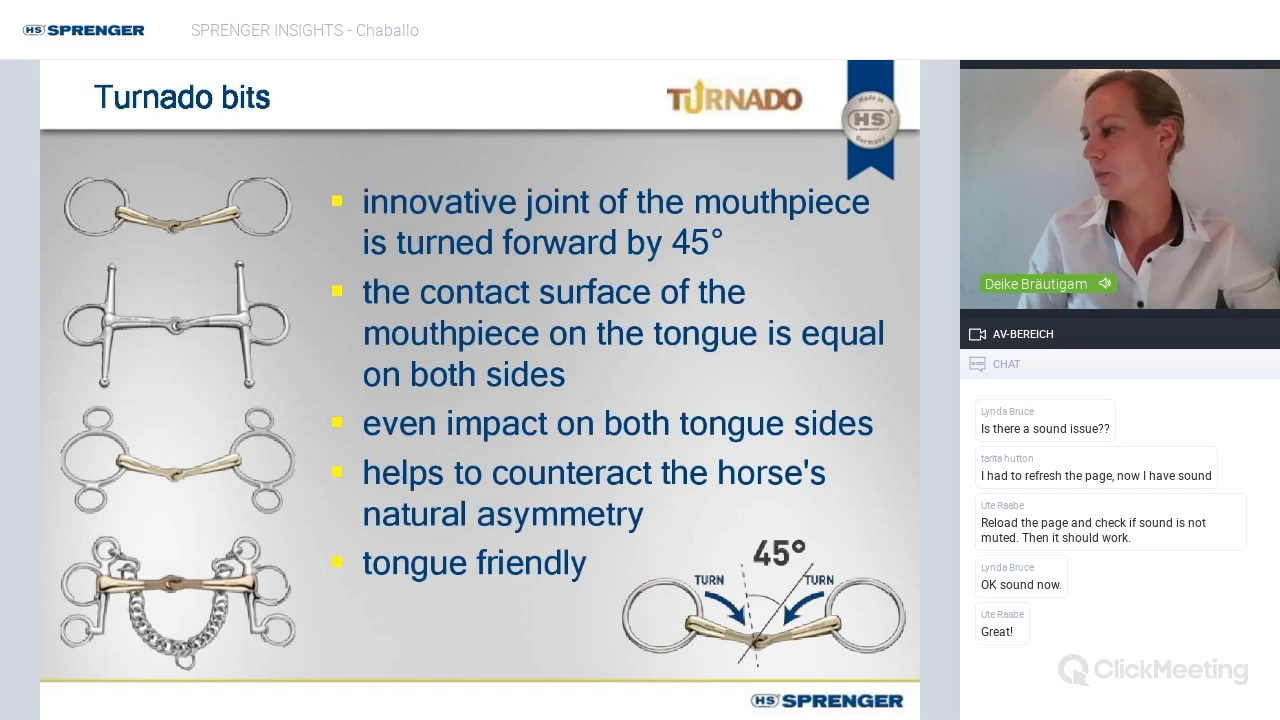 HS SPRENGER
SPRENGER INSIGHTS - Chaballo
Turnado bits
TURNADO
Made in
HS
Germany
innovative joint of the mouthpiece
is turned forward by 45°
the contact surface of the
mouthpiece on the tongue is equal
on both sides
even impact on both tongue sides
helps to counteract the horse's
natural asymmetry
tongue friendly
45°
TURN
TURN
HS SPRENGER
Deike Bräutigam
AV-BEREICH
CHAT
Lynda Bruce
Is there a sound issue??
tarita hutton
I had to refresh the page, now I have sound
Ute Raabe
Reload the page and check if sound is not
muted. Then it should work.
Lynda Bruce
OK sound now.
Ute Raabe
Great!
ClickMeeting